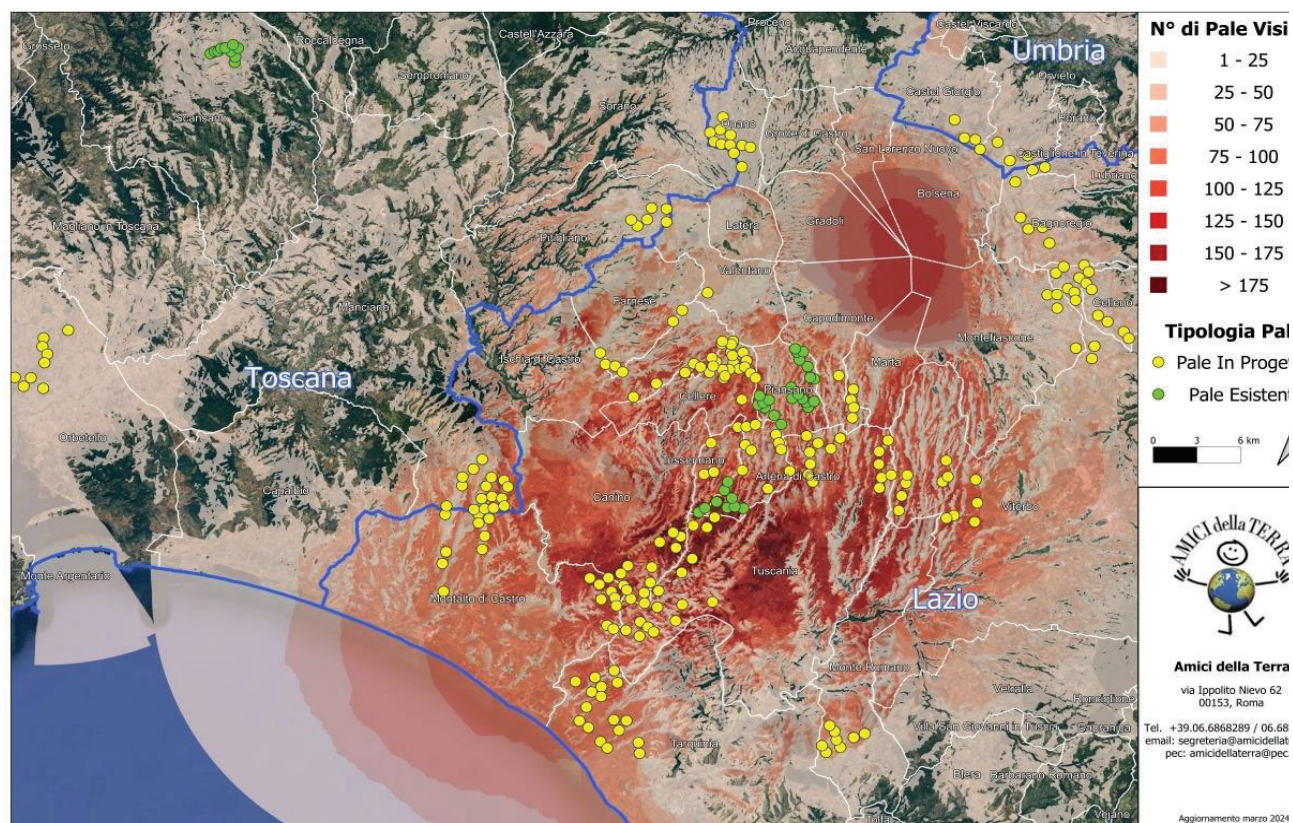 Grosseto
Roccalbegna
Castell'Azzara
Proceno
Castel Viscardo
Acquapendente
Umbria
Semproniano
Orvieto
Castel Giorgio
Scansano
Sorano
Onano
Grotte di Castro
Porano
San Lorenzo Nuovo
Castiglione in Teverina
Lubriano
Bolsena
Magliano in Toscana
Gradoli
Latera
Bagnoregio
Pitigliano
Valentano
Celleno
Manciano
Farnese
Capodimonte
Montefiascone
Ischia di Castro
Marta
Toscana
Piansano
Cellere
Orbetello
Tessennano
Arlena di Castro
Capalbio
Canino
Viterbo
Monte Argentario
Tuscania
Montalto di Castro
Lazio
Monte Romano
Vetralla
Ronciglione
Villa San Giovanni in Tuscia
Capranica
Tarquinia
Blera
Barbarano Romano
Tolfa
Vejano
N° di Pale Visi
1 - 25
25 - 50
50 - 75
75 - 100
100 - 125
125 - 150
150 - 175
> 175
Tipologia Pal
Pale In Proget
Pale Esistent
0 3 6 km
AMICI della TERRA
Amici della Terra
via Ippolito Nievo 62
00153, Roma
Tel. +39.06.6868289 / 06.68
email: segreteria@amicidellat
pec: amicidellaterra@pec.
Aggiornamento marzo 2024